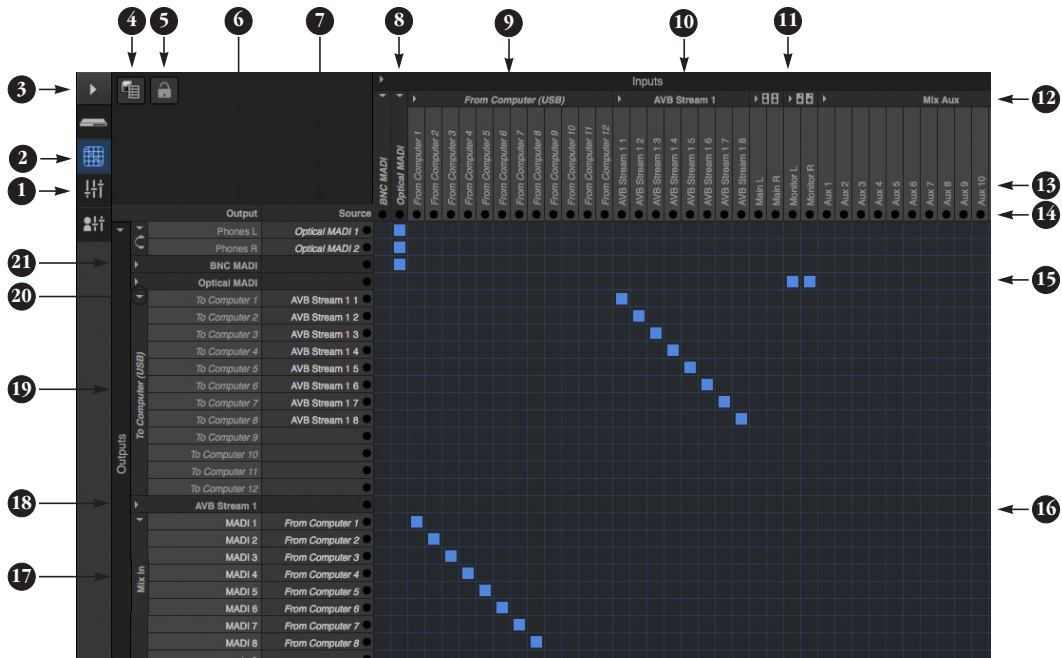 4 5 6 7 8 9 10 11
3
Inputs
From Computer (USB) AVB Stream 1 Mix Aux
12
2
BNC MADI
Optical MADI
From Computer 1
From Computer 2
From Computer 3
From Computer 4
From Computer 5
From Computer 6
From Computer 7
From Computer 8
From Computer 9
From Computer 10
From Computer 11
From Computer 12
AVB Stream 1 1
AVB Stream 1 2
AVB Stream 1 3
AVB Stream 1 4
AVB Stream 1 5
AVB Stream 1 6
AVB Stream 1 7
AVB Stream 1 8
Main L
Main R
Monitor L
Monitor R
Aux 1
Aux 2
Aux 3
Aux 4
Aux 5
Aux 6
Aux 7
Aux 8
Aux 9
Aux 10
1
13
Output Source
14
Phones L Optical MADI 1
Phones R Optical MADI 2
21
BNC MADI
Optical MADI
15
20
To Computer 1 AVB Stream 1 1
To Computer 2 AVB Stream 1 2
To Computer 3 AVB Stream 1 3
To Computer 4 AVB Stream 1 4
To Computer 5 AVB Stream 1 5
19
To Computer (USB)
To Computer 6 AVB Stream 1 6
To Computer 7 AVB Stream 1 7
To Computer 8 AVB Stream 1 8
To Computer 9
Outputs
To Computer 10
To Computer 11
To Computer 12
18
AVB Stream 1
16
MADI 1 From Computer 1
MADI 2 From Computer 2
MADI 3 From Computer 3
17
Mix In
MADI 4 From Computer 4
MADI 5 From Computer 5
MADI 6 From Computer 6
MADI 7 From Computer 7
MADI 8 From Computer 8